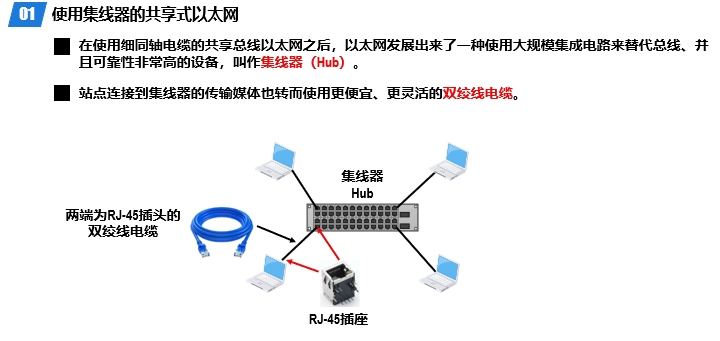 01 使用集线器的共享式以太网
在使用细同轴电缆的共享总线以太网之后，以太网发展出来了一种使用大规模集成电路来替代总线、并
且可靠性非常高的设备，叫作集线器（Hub）。
站点连接到集线器的传输媒体也转而使用更便宜、更灵活的双绞线电缆。
集线器
Hub
两端为RJ-45插头的
双绞线电缆
RJ-45插座